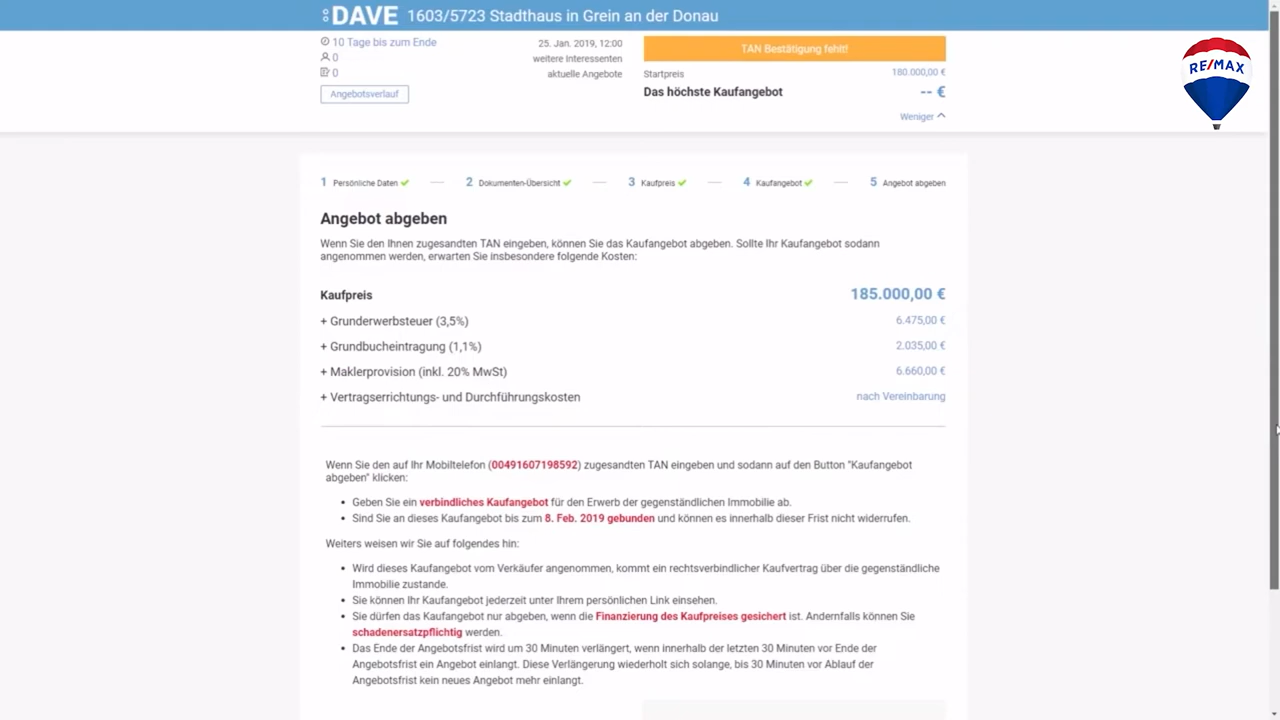 DAVE 1603/5723 Stadthaus in Grein an der Donau
10 Tage bis zum Ende 25. Jan. 2019, 12:00
0 weitere Interessenten
0 aktuelle Angebote
Angebotsverlauf
TAN Bestätigung fehlt!
Startpreis 180.000,00 €
Das höchste Kaufangebot -- €
Weniger
RE/MAX
1 Persönliche Daten 2 Dokumenten-Übersicht 3 Kaufpreis 4 Kaufangebot 5 Angebot abgeben
Angebot abgeben
Wenn Sie den Ihnen zugesandten TAN eingeben, können Sie das Kaufangebot abgeben. Sollte Ihr Kaufangebot sodann
angenommen werden, erwarten Sie insbesondere folgende Kosten:
Kaufpreis 185.000,00 €
+ Grunderwerbsteuer (3,5%) 6.475,00 €
+ Grundbucheintragung (1,1%) 2.035,00 €
+ Maklerprovision (inkl. 20% MwSt) 6.660,00 €
+ Vertragserrichtungs- und Durchführungskosten nach Vereinbarung
Wenn Sie den auf Ihr Mobiltelefon (00491607198592) zugesandten TAN eingeben und sodann auf den Button "Kaufangebot
abgeben" klicken:
• Geben Sie ein verbindliches Kaufangebot für den Erwerb der gegenständlichen Immobilie ab.
• Sind Sie an dieses Kaufangebot bis zum 8. Feb. 2019 gebunden und können es innerhalb dieser Frist nicht widerrufen.
Weiters weisen wir Sie auf folgendes hin:
• Wird dieses Kaufangebot vom Verkäufer angenommen, kommt ein rechtsverbindlicher Kaufvertrag über die gegenständliche
Immobilie zustande.
• Sie können Ihr Kaufangebot jederzeit unter Ihrem persönlichen Link einsehen.
• Sie dürfen das Kaufangebot nur abgeben, wenn die Finanzierung des Kaufpreises gesichert ist. Andernfalls können Sie
schadenersatzpflichtig werden.
• Das Ende der Angebotsfrist wird um 30 Minuten verlängert, wenn innerhalb der letzten 30 Minuten vor Ende der
Angebotsfrist ein Angebot einlangt. Diese Verlängerung wiederholt sich solange, bis 30 Minuten vor Ablauf der
Angebotsfrist kein neues Angebot mehr einlangt.